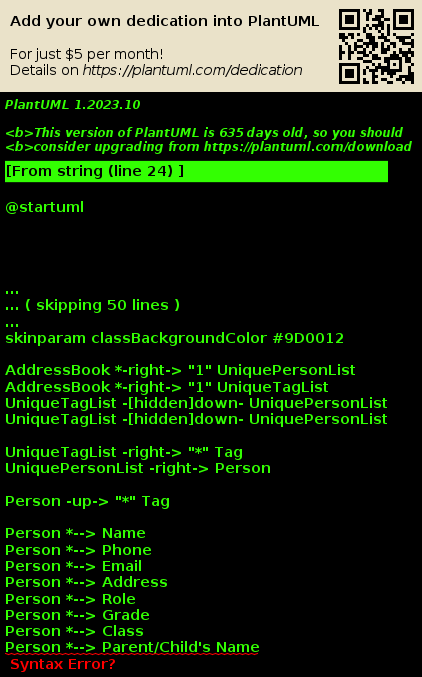 Add your own dedication into PlantUML
For just $5 per month!
Details on https://plantuml.com/dedication
PlantUML 1.2023.10
<b>This version of PlantUML is 635 days old, so you should
<b>consider upgrading from https://plantuml.com/download
[From string (line 24) ]
@startuml
...
... ( skipping 50 lines )
...
skinparam classBackgroundColor #9D0012
AddressBook *-right-> "1" UniquePersonList
AddressBook *-right-> "1" UniqueTagList
UniqueTagList -[hidden]down- UniquePersonList
UniqueTagList -[hidden]down- UniquePersonList
UniqueTagList -right-> "*" Tag
UniquePersonList -right-> Person
Person -up-> "*" Tag
Person *--> Name
Person *--> Phone
Person *--> Email
Person *--> Address
Person *--> Role
Person *--> Grade
Person *--> Class
Person *--> Parent/Child's Name
Syntax Error?